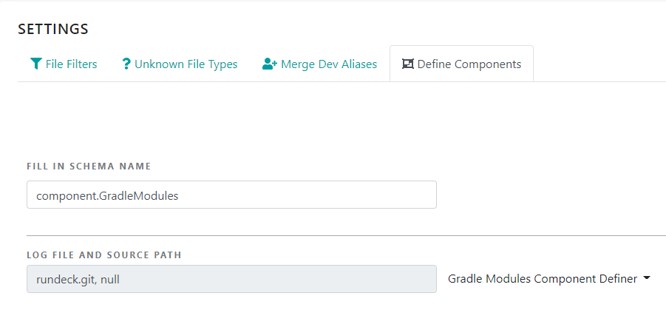 SETTINGS
File Filters ? Unknown File Types Merge Dev Aliases Define Components
FILL IN SCHEMA NAME
component.GradleModules
LOG FILE AND SOURCE PATH
rundeck.git, null Gradle Modules Component Definer